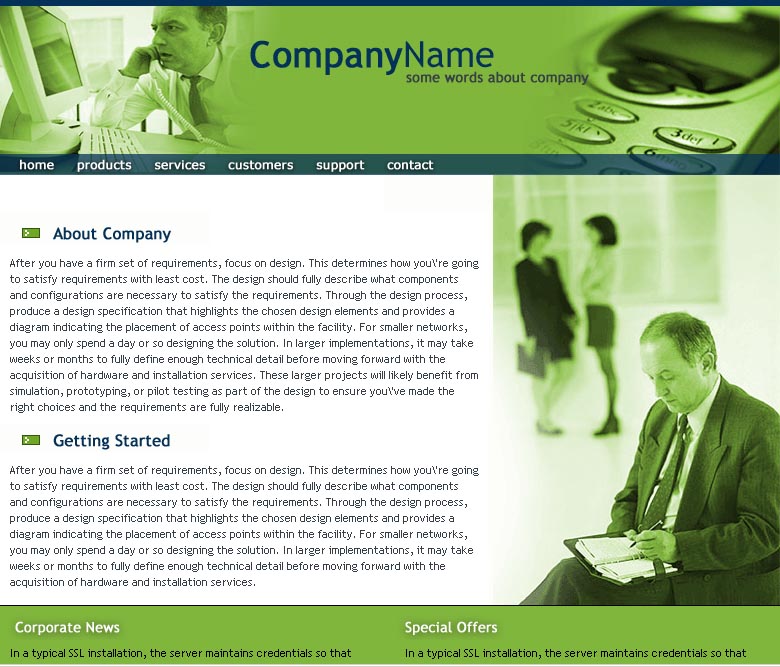 CompanyName
some words about company
2abc
5jkl
3def
6mno
home products services customers support contact
About Company
After you have a firm set of requirements, focus on design. This determines how you\'re going
to satisfy requirements with least cost. The design should fully describe what components
and configurations are necessary to satisfy the requirements. Through the design process,
produce a design specification that highlights the chosen design elements and provides a
diagram indicating the placement of access points within the facility. For smaller networks,
you may only spend a day or so designing the solution. In larger implementations, it may take
weeks or months to fully define enough technical detail before moving forward with the
acquisition of hardware and installation services. These larger projects will likely benefit from
simulation, prototyping, or pilot testing as part of the design to ensure you\'ve made the
right choices and the requirements are fully realizable.
Getting Started
After you have a firm set of requirements, focus on design. This determines how you\'re going
to satisfy requirements with least cost. The design should fully describe what components
and configurations are necessary to satisfy the requirements. Through the design process,
produce a design specification that highlights the chosen design elements and provides a
diagram indicating the placement of access points within the facility. For smaller networks,
you may only spend a day or so designing the solution. In larger implementations, it may take
weeks or months to fully define enough technical detail before moving forward with the
acquisition of hardware and installation services.
Corporate News
In a typical SSL installation, the server maintains credentials so that
Special Offers
In a typical SSL installation, the server maintains credentials so that